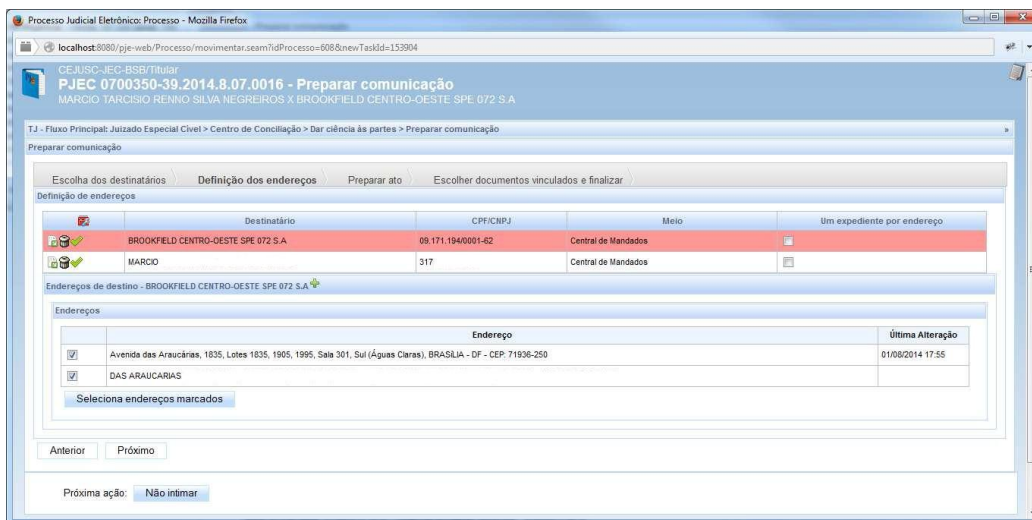 Processo Judicial Eletrônico: Processo - Mozilla Firefox
localhost:8080/pje-web/Processo/movimentar.seam?idProcesso=608&newTaskId=153904
CEJUSC-JEC-BSB/Titular
PJEC 0700350-39.2014.8.07.0016 - Preparar comunicação
MARCIO TARCISIO RENNO SILVA NEGREIROS X BROOKFIELD CENTRO-OESTE SPE 072 S.A
TJ - Fluxo Principal: Juizado Especial Cível > Centro de Conciliação > Dar ciência às partes > Preparar comunicação »
Preparar comunicação
Escolha dos destinatários Definição dos endereços Preparar ato Escolher documentos vinculados e finalizar
Definição de endereços
Destinatário CPF/CNPJ Meio Um expediente por endereço
BROOKFIELD CENTRO-OESTE SPE 072 S.A 09.171.194/0001-62 Central de Mandados
MARCIO 317 Central de Mandados
Endereços de destino - BROOKFIELD CENTRO-OESTE SPE 072 S.A
Endereços
Endereço Última Alteração
Avenida das Araucárias, 1835, Lotes 1835, 1905, 1995, Sala 301, Sul (Águas Claras), BRASíLIA - DF - CEP: 71936-250 01/08/2014 17:55
DAS ARAUCARIAS
Seleciona endereços marcados
Anterior Próximo
Próxima ação: Não intimar